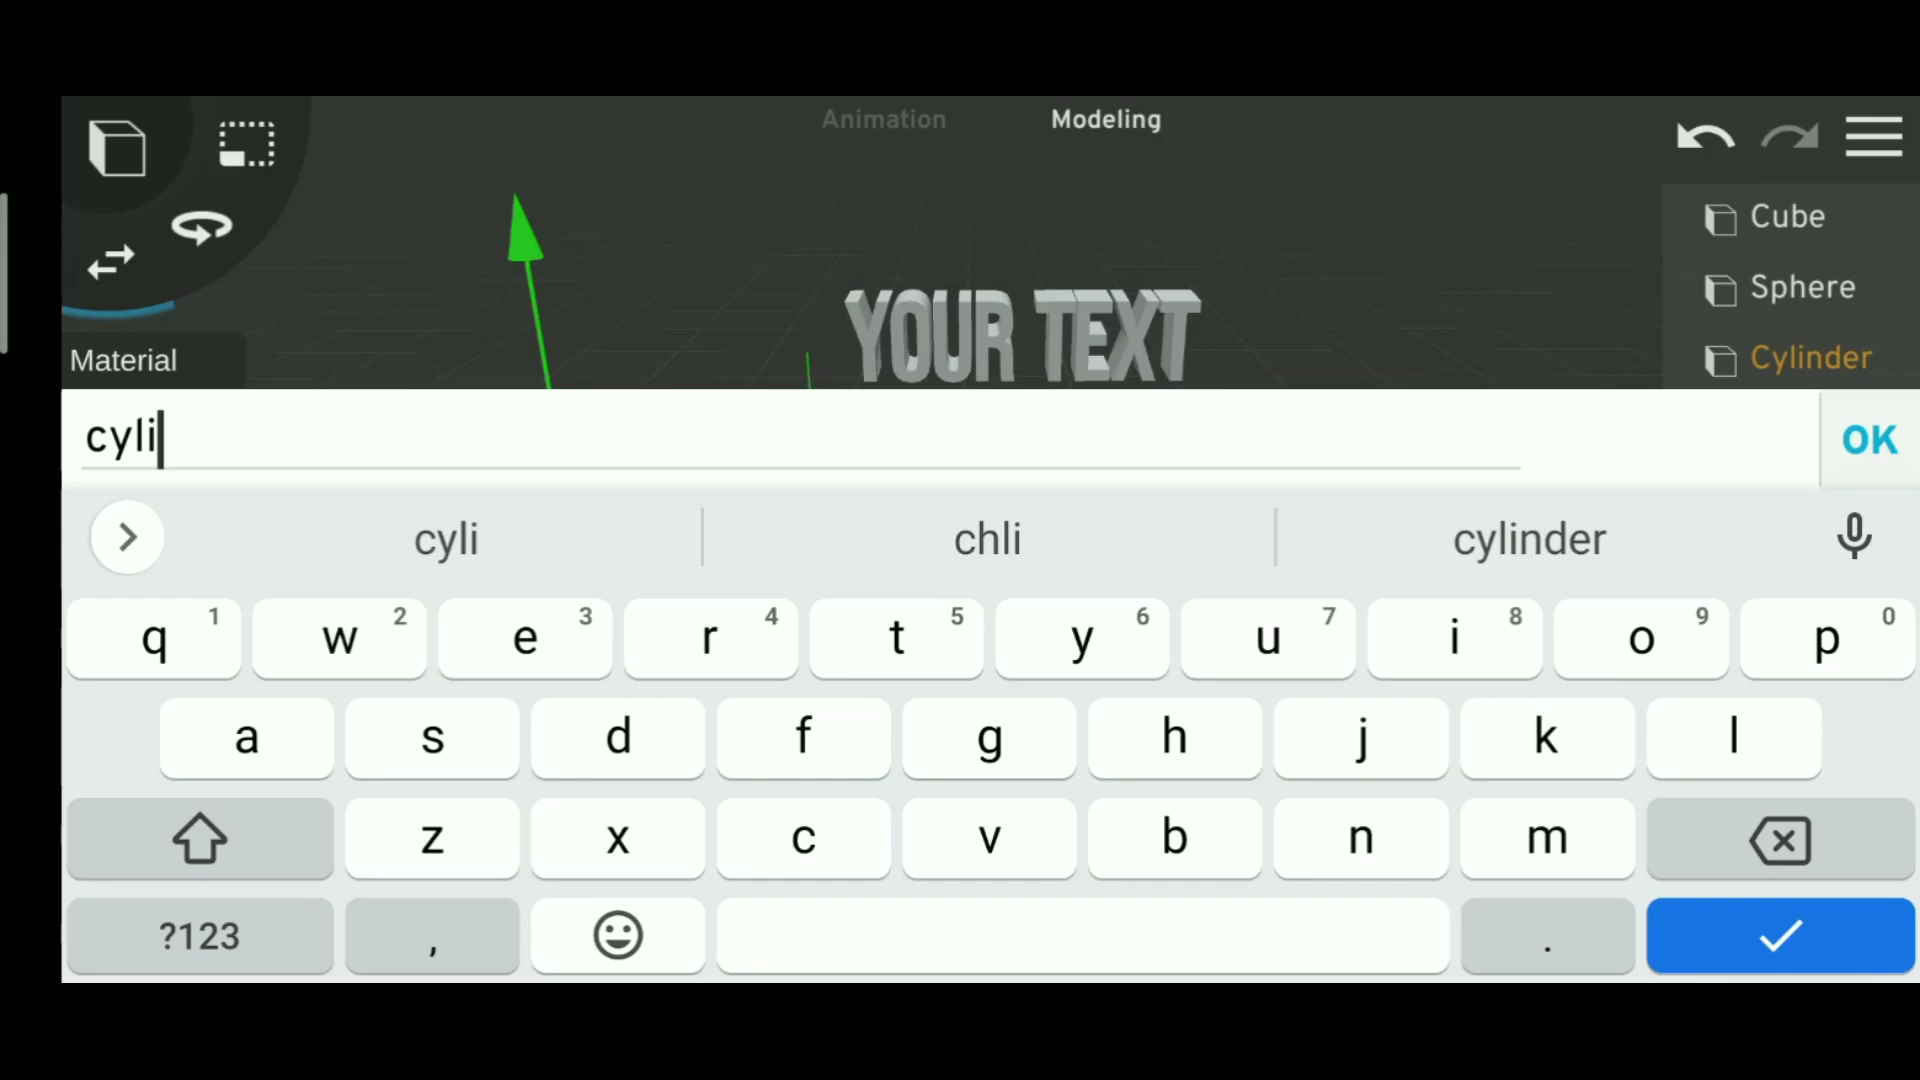 Animation Modeling
Cube
Sphere
YOUR TEXT
Material
Cylinder
cyli
OK
cyli chli cylinder
q 1 w 2 e 3 r 4 t 5 y 6 u 7 i 8 o 9 p 0
a s d f g h j k l
z x c v b n m
?123 , .